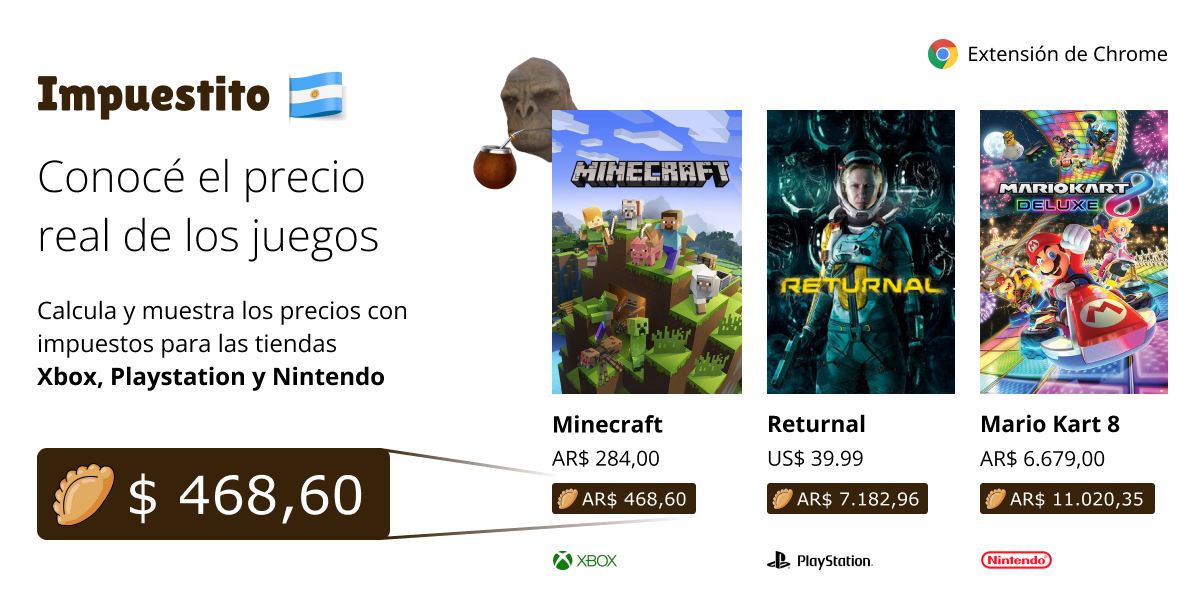 Extensión de Chrome
Impuestito
Conocé el precio
real de los juegos
Calcula y muestra los precios con
impuestos para las tiendas
Xbox, Playstation y Nintendo
$ 468,60
MINECRAFT
RETURNAL
MARIOKART 8
DELUXE
Minecraft
AR$ 284,00
AR$ 468,60
XBOX
Returnal
US$ 39.99
AR$ 7.182,96
PlayStation.
Mario Kart 8
AR$ 6.679,00
AR$ 11.020,35
Nintendo